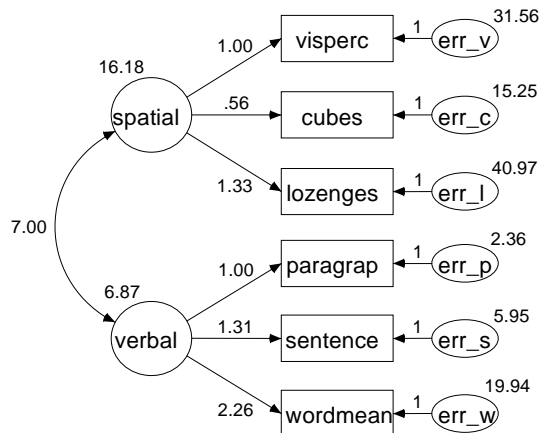 31.56
1.00 visperc 1 err_v
16.18
15.25
spatial .56 cubes 1 err_c
40.97
1.33 lozenges 1 err_l
7.00
2.36
1.00 paragrap 1 err_p
6.87
5.95
verbal 1.31 sentence 1 err_s
19.94
2.26 wordmean 1 err_w